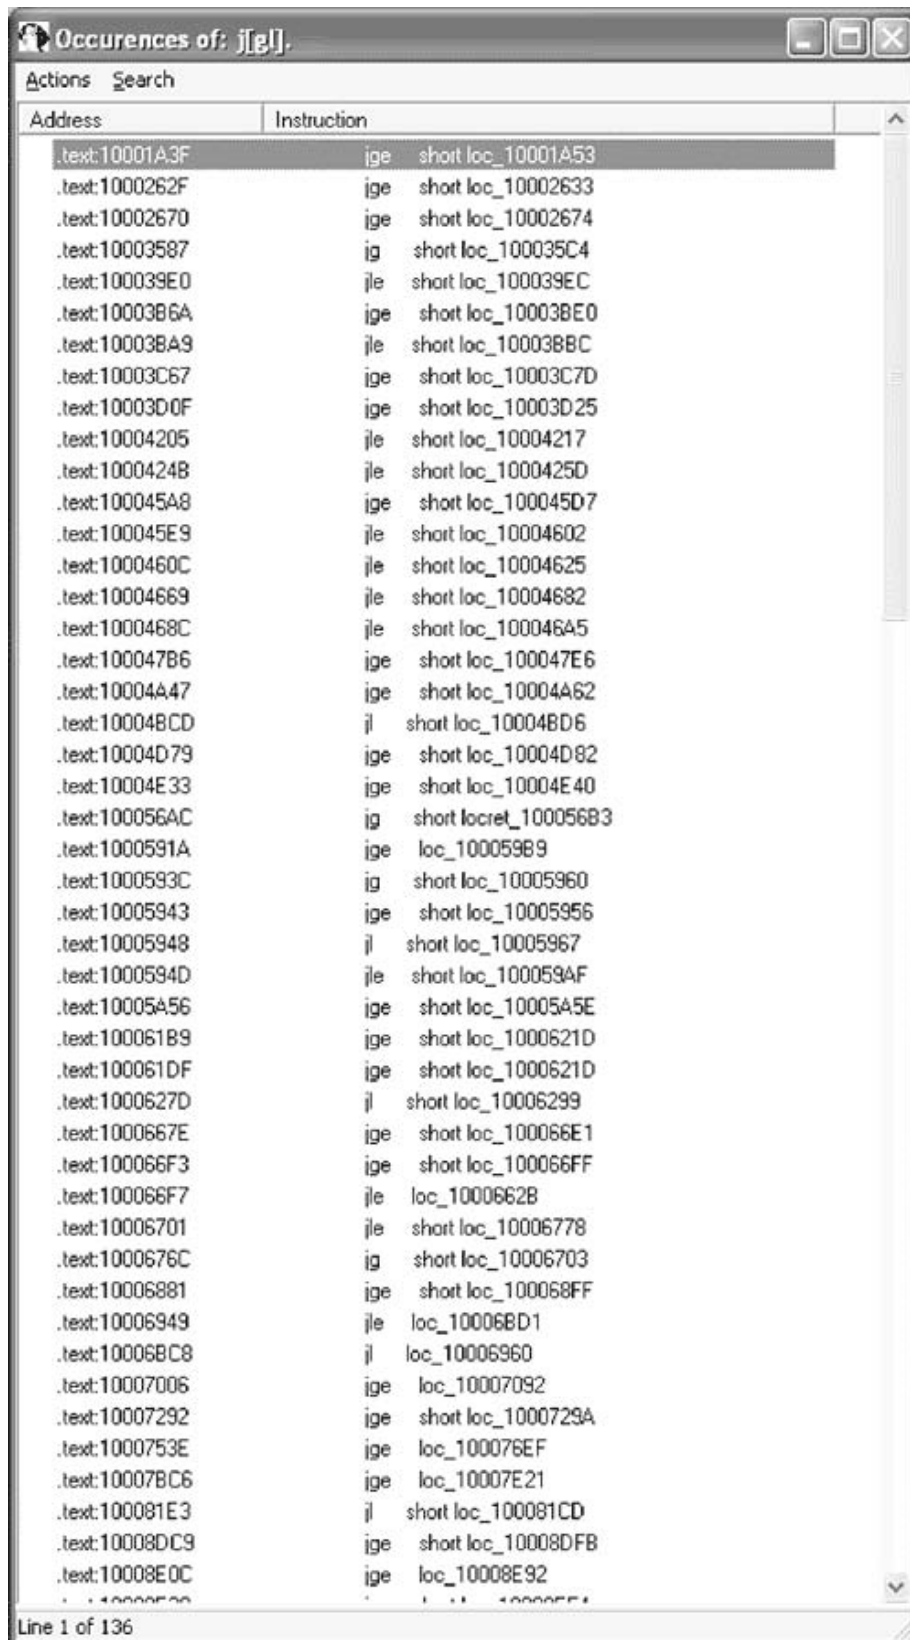 Occurences of: j[gl].
Actions Search
Address Instruction
.text:10001A3F jge short loc_10001A53
.text:1000262F jge short loc_10002633
.text:10002670 jge short loc_10002674
.text:10003587 jg short loc_100035C4
.text:100039E0 jle short loc_100039EC
.text:10003B6A jge short loc_10003BE0
.text:10003BA9 jle short loc_10003BBC
.text:10003C67 jge short loc_10003C7D
.text:10003D0F jge short loc_10003D25
.text:10004205 jle short loc_10004217
.text:1000424B jle short loc_1000425D
.text:100045A8 jge short loc_100045D7
.text:100045E9 jle short loc_10004602
.text:1000460C jle short loc_10004625
.text:10004669 jle short loc_10004682
.text:1000468C jle short loc_100046A5
.text:100047B6 jge short loc_100047E6
.text:10004A47 jge short loc_10004A62
.text:10004BCD jl short loc_10004BD6
.text:10004D79 jge short loc_10004D82
.text:10004E33 jge short loc_10004E40
.text:100056AC jg short locret_100056B3
.text:1000591A jge loc_100059B9
.text:1000593C jg short loc_10005960
.text:10005943 jge short loc_10005956
.text:10005948 jl short loc_10005967
.text:1000594D jle short loc_100059AF
.text:10005A56 jge short loc_10005A5E
.text:100061B9 jge short loc_1000621D
.text:100061DF jge short loc_1000621D
.text:1000627D jl short loc_10006299
.text:1000667E jge short loc_100066E1
.text:100066F3 jge short loc_100066FF
.text:100066F7 jle loc_1000662B
.text:10006701 jle short loc_10006778
.text:1000676C jg short loc_10006703
.text:10006881 jge short loc_100068FF
.text:10006949 jle loc_10006BD1
.text:10006BC8 jl loc_10006960
.text:10007006 jge loc_10007092
.text:10007292 jge short loc_1000729A
.text:1000753E jge loc_100076EF
.text:10007BC6 jge loc_10007E21
.text:100081E3 jl short loc_100081CD
.text:10008DC9 jge short loc_10008DFB
.text:10008E0C jge loc_10008E92
Line 1 of 136